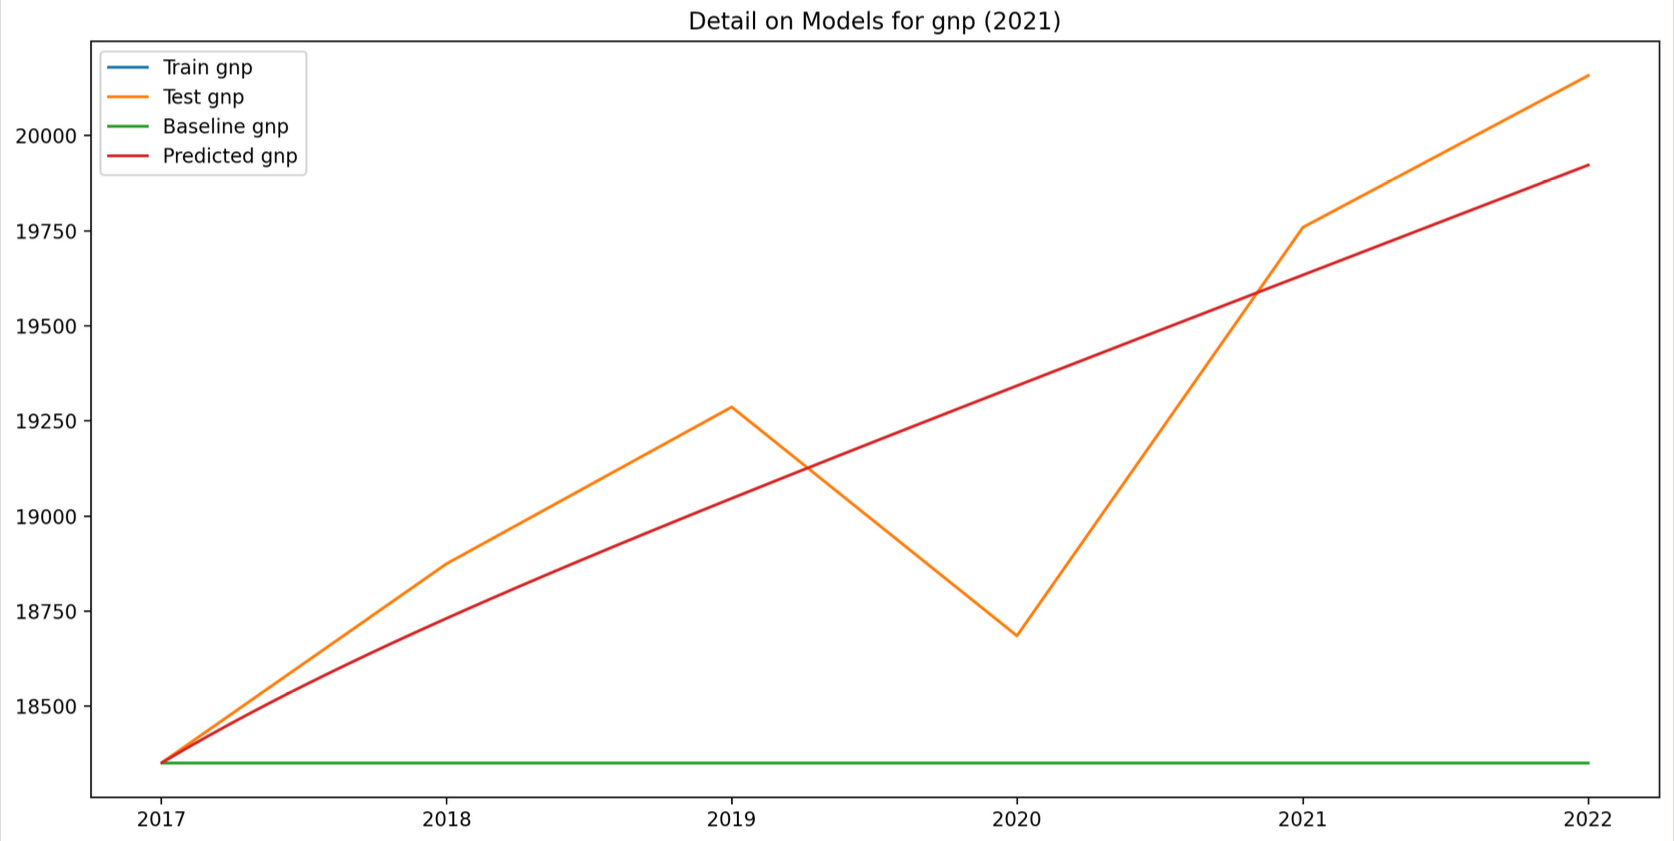 Detail on Models for gnp (2021)
Train gnp
Test gnp
Baseline gnp
Predicted gnp
20000
19750
19500
19250
19000
18750
18500
2017 2018 2019 2020 2021 2022